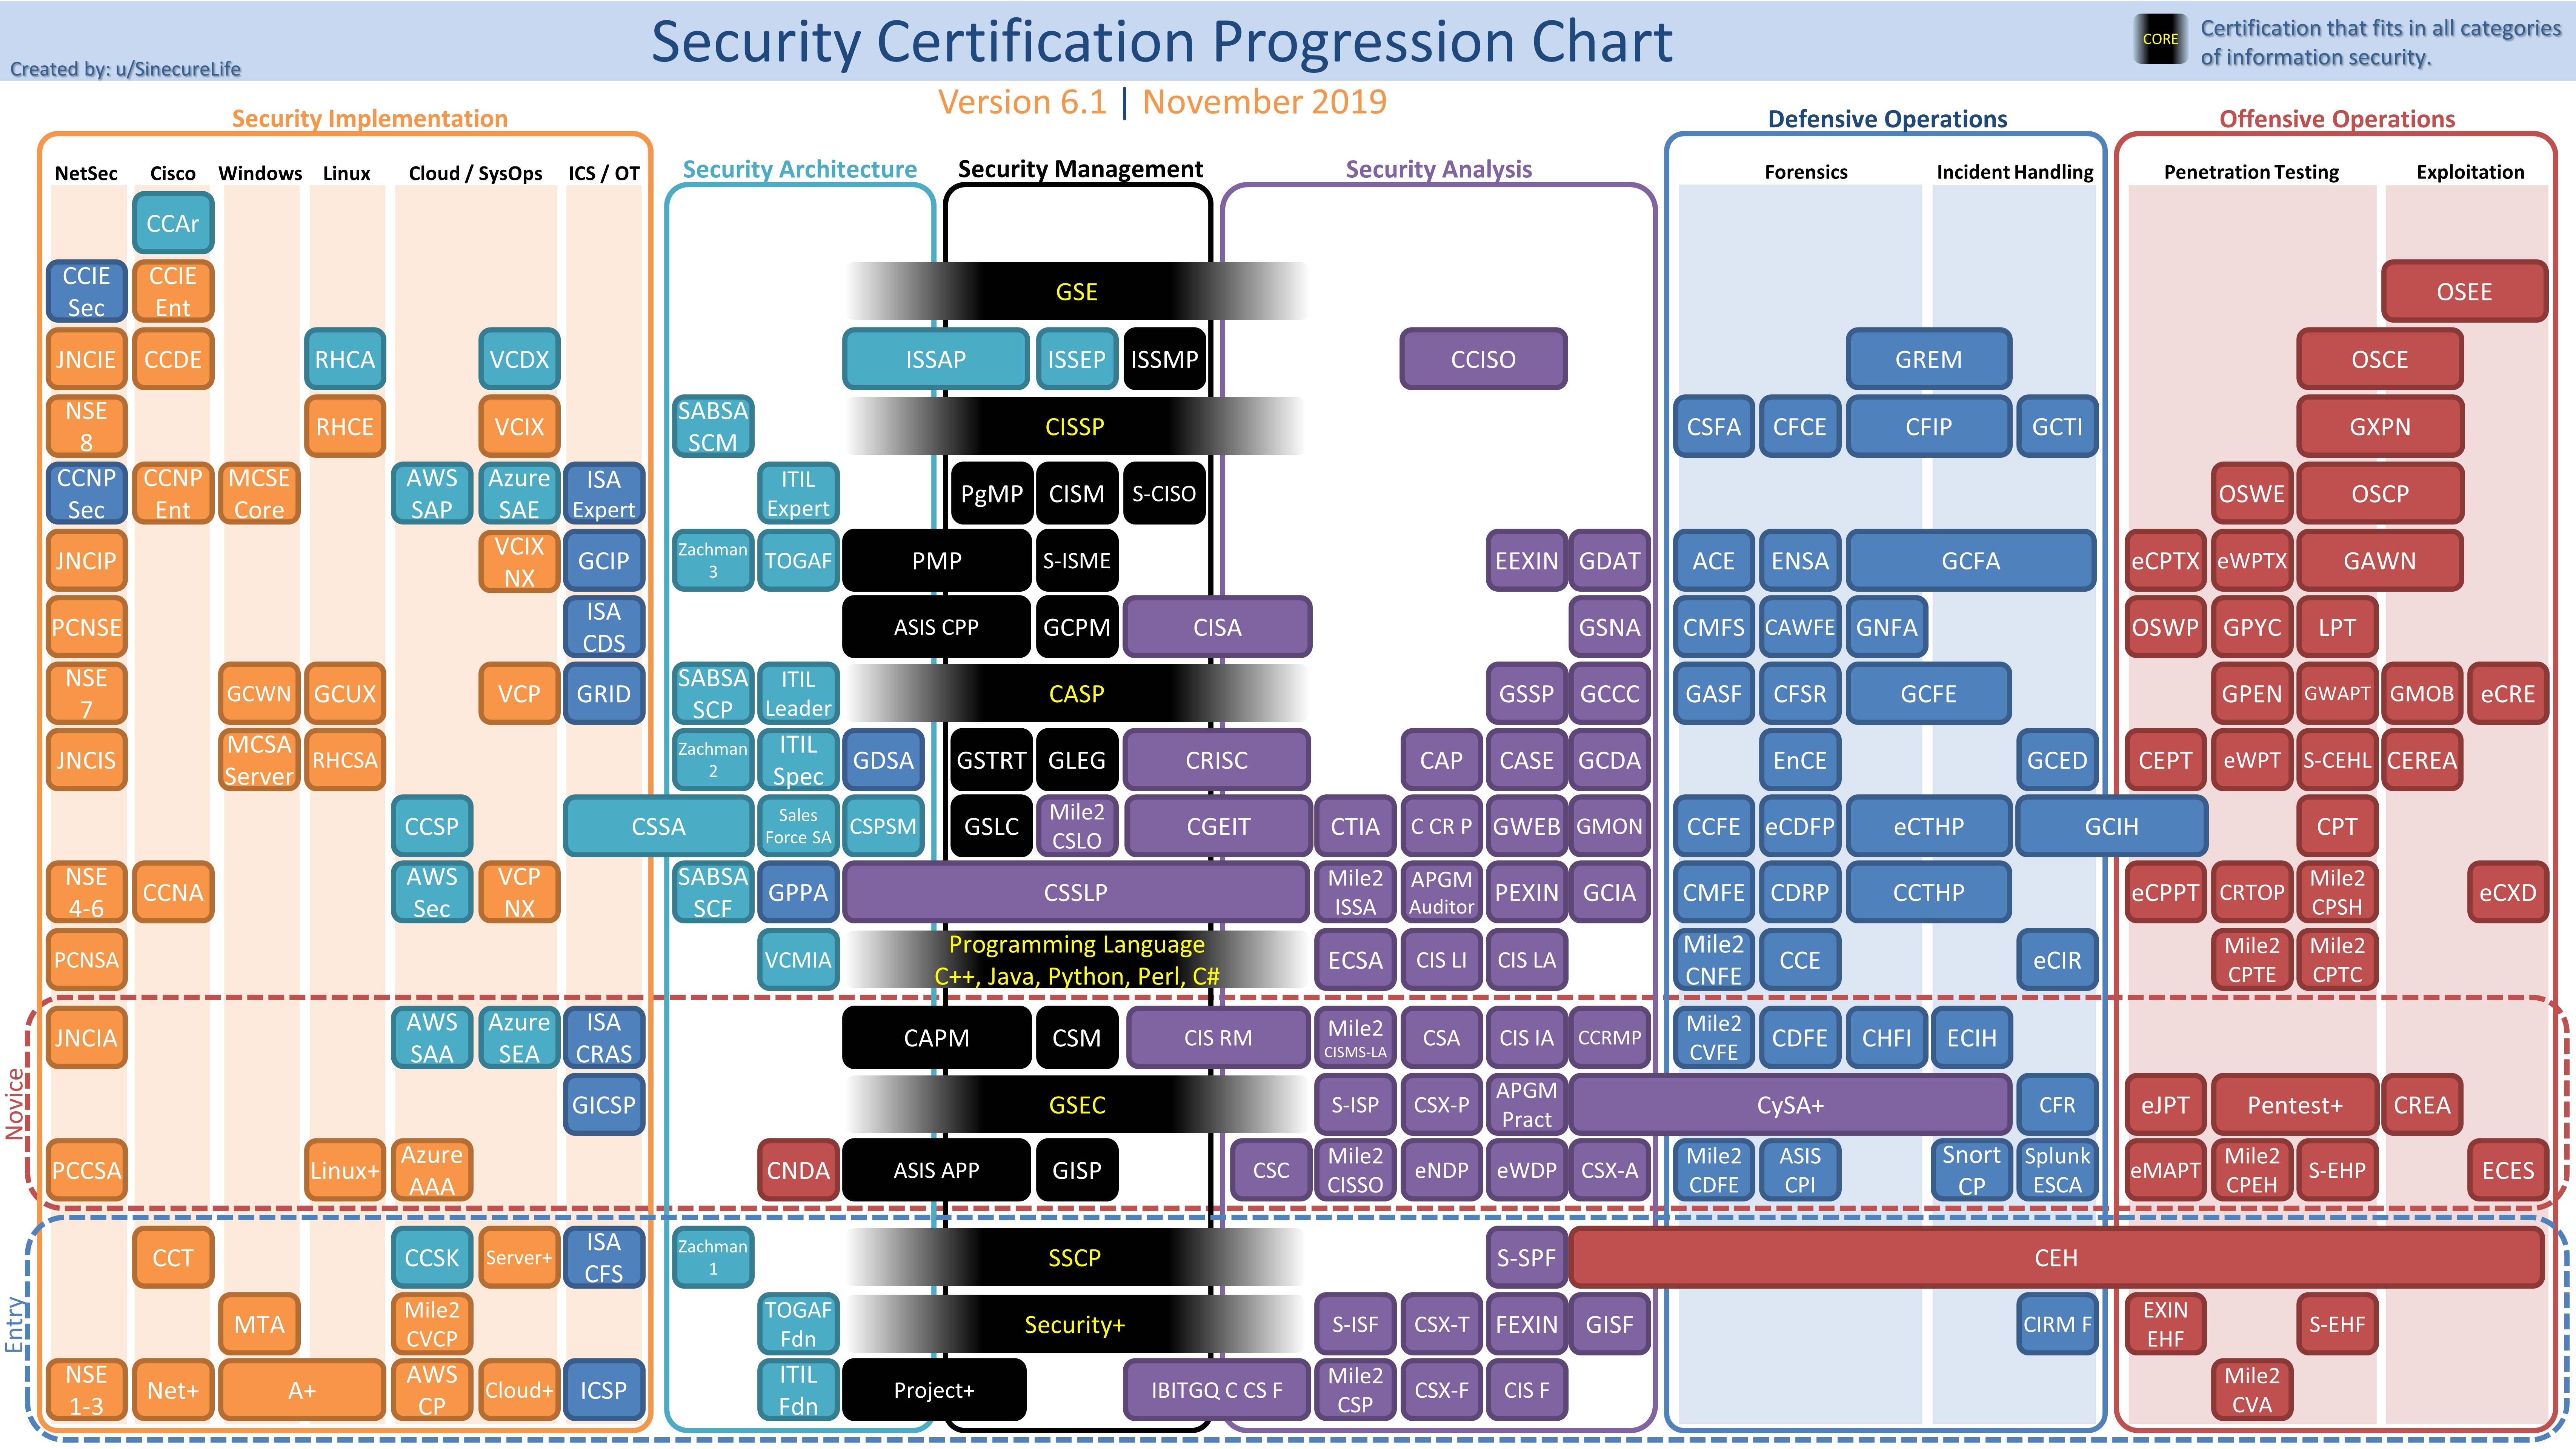 Security Certification Progression Chart
Created by: u/SinecureLife
CORE
Certification that fits in all categories
of information security.
Version 6.1 | November 2019
Security Implementation
Defensive Operations
Offensive Operations
Security Architecture
Security Management
Security Analysis
NetSec Cisco Windows Linux Cloud / SysOps ICS / OT
Forensics Incident Handling
Penetration Testing Exploitation
CCAr
CCIE
Sec
CCIE
Ent
GSE
OSEE
JNCIE
CCDE
RHCA
VCDX
ISSAP
ISSEP
ISSMP
CCISO
GREM
OSCE
NSE
8
RHCE
VCIX
SABSA
SCM
CISSP
CSFA
CFCE
CFIP
GCTI
GXPN
CCNP
Sec
CCNP
Ent
MCSE
Core
AWS
SAP
Azure
SAE
ISA
Expert
ITIL
Expert
PgMP
CISM
S-CISO
OSWE
OSCP
JNCIP
VCIX
NX
GCIP
Zachman
3
TOGAF
PMP
S-ISME
EEXIN
GDAT
ACE
ENSA
GCFA
eCPTX
eWPTX
GAWN
PCNSE
ISA
CDS
ASIS CPP
GCPM
CISA
GSNA
CMFS
CAWFE
GNFA
OSWP
GPYC
LPT
NSE
7
GCWN
GCUX
VCP
GRID
SABSA
SCP
ITIL
Leader
CASP
GSSP
GCCC
GASF
CFSR
GCFE
GPEN
GWAPT
GMOB
eCRE
JNCIS
MCSA
Server
RHCSA
Zachman
2
ITIL
Spec
GDSA
GSTRT
GLEG
CRISC
CAP
CASE
GCDA
EnCE
GCED
CEPT
eWPT
S-CEHL
CEREA
CCSP
CSSA
Sales
Force SA
CSPSM
GSLC
Mile2
CSLO
CGEIT
CTIA
C CR P
GWEB
GMON
CCFE
eCDFP
eCTHP
GCIH
CPT
NSE
4-6
CCNA
AWS
Sec
VCP
NX
SABSA
SCF
GPPA
CSSLP
Mile2
ISSA
APGM
Auditor
PEXIN
GCIA
CMFE
CDRP
CCTHP
eCPPT
CRTOP
Mile2
CPSH
eCXD
PCNSA
VCMIA
Programming Language
C++, Java, Python, Perl, C#
ECSA
CIS LI
CIS LA
Mile2
CNFE
CCE
eCIR
Mile2
CPTE
Mile2
CPTC
Novice
JNCIA
AWS
SAA
Azure
SEA
ISA
CRAS
CAPM
CSM
CIS RM
Mile2
CISMS-LA
CSA
CIS IA
CCRMP
Mile2
CVFE
CDFE
CHFI
ECIH
GICSP
GSEC
S-ISP
CSX-P
APGM
Pract
CySA+
CFR
eJPT
Pentest+
CREA
PCCSA
Linux+
Azure
AAA
CNDA
ASIS APP
GISP
CSC
Mile2
CISSO
eNDP
eWDP
CSX-A
Mile2
CDFE
ASIS
CPI
Snort
CP
Splunk
ESCA
eMAPT
Mile2
CPEH
S-EHP
ECES
Entry
CCT
CCSK
Server+
ISA
CFS
Zachman
1
SSCP
S-SPF
CEH
MTA
Mile2
CVCP
TOGAF
Fdn
Security+
S-ISF
CSX-T
FEXIN
GISF
CIRM F
EXIN
EHF
S-EHF
NSE
1-3
Net+
A+
AWS
CP
Cloud+
ICSP
ITIL
Fdn
Project+
IBITGQ C CS F
Mile2
CSP
CSX-F
CIS F
Mile2
CVA